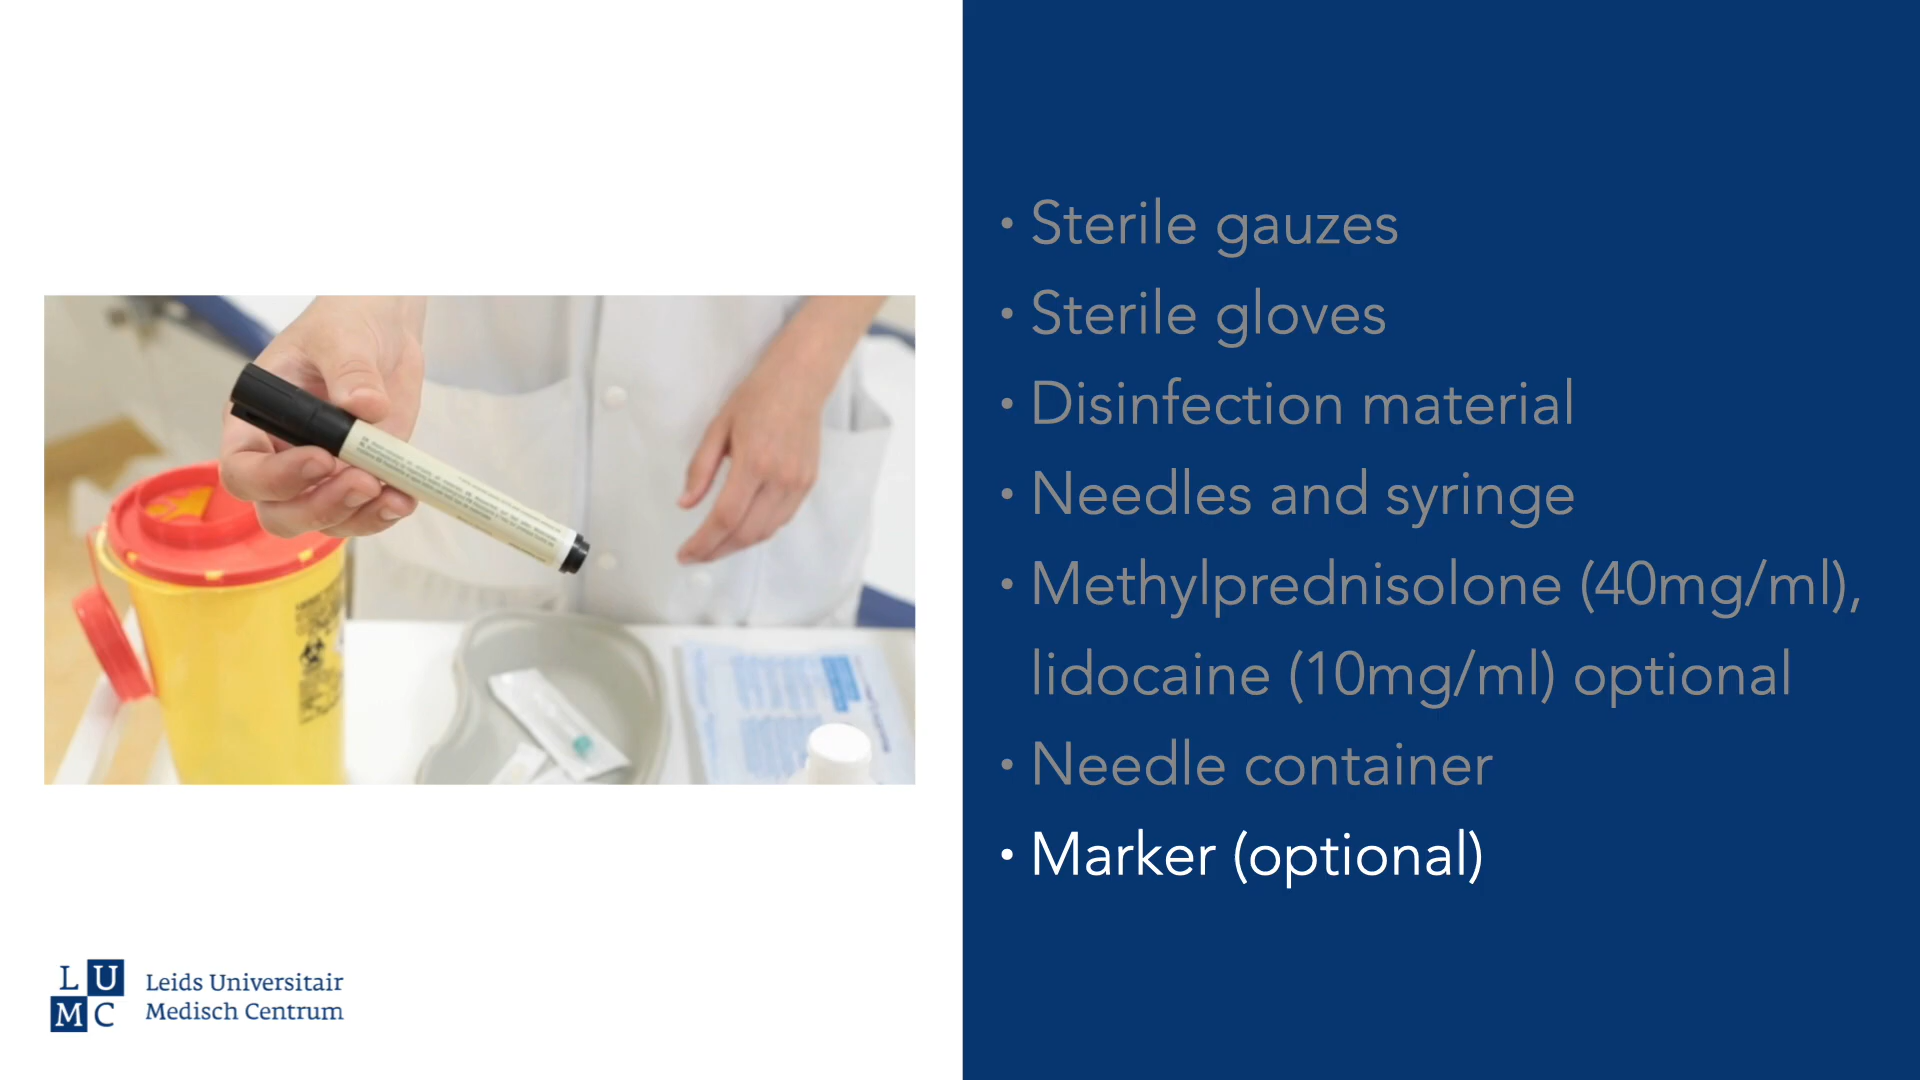 • Sterile gauzes
• Sterile gloves
• Disinfection material
• Needles and syringe
• Methylprednisolone (40mg/ml),
lidocaine (10mg/ml) optional
• Needle container
• Marker (optional)
L U
M C
Leids Universitair
Medisch Centrum